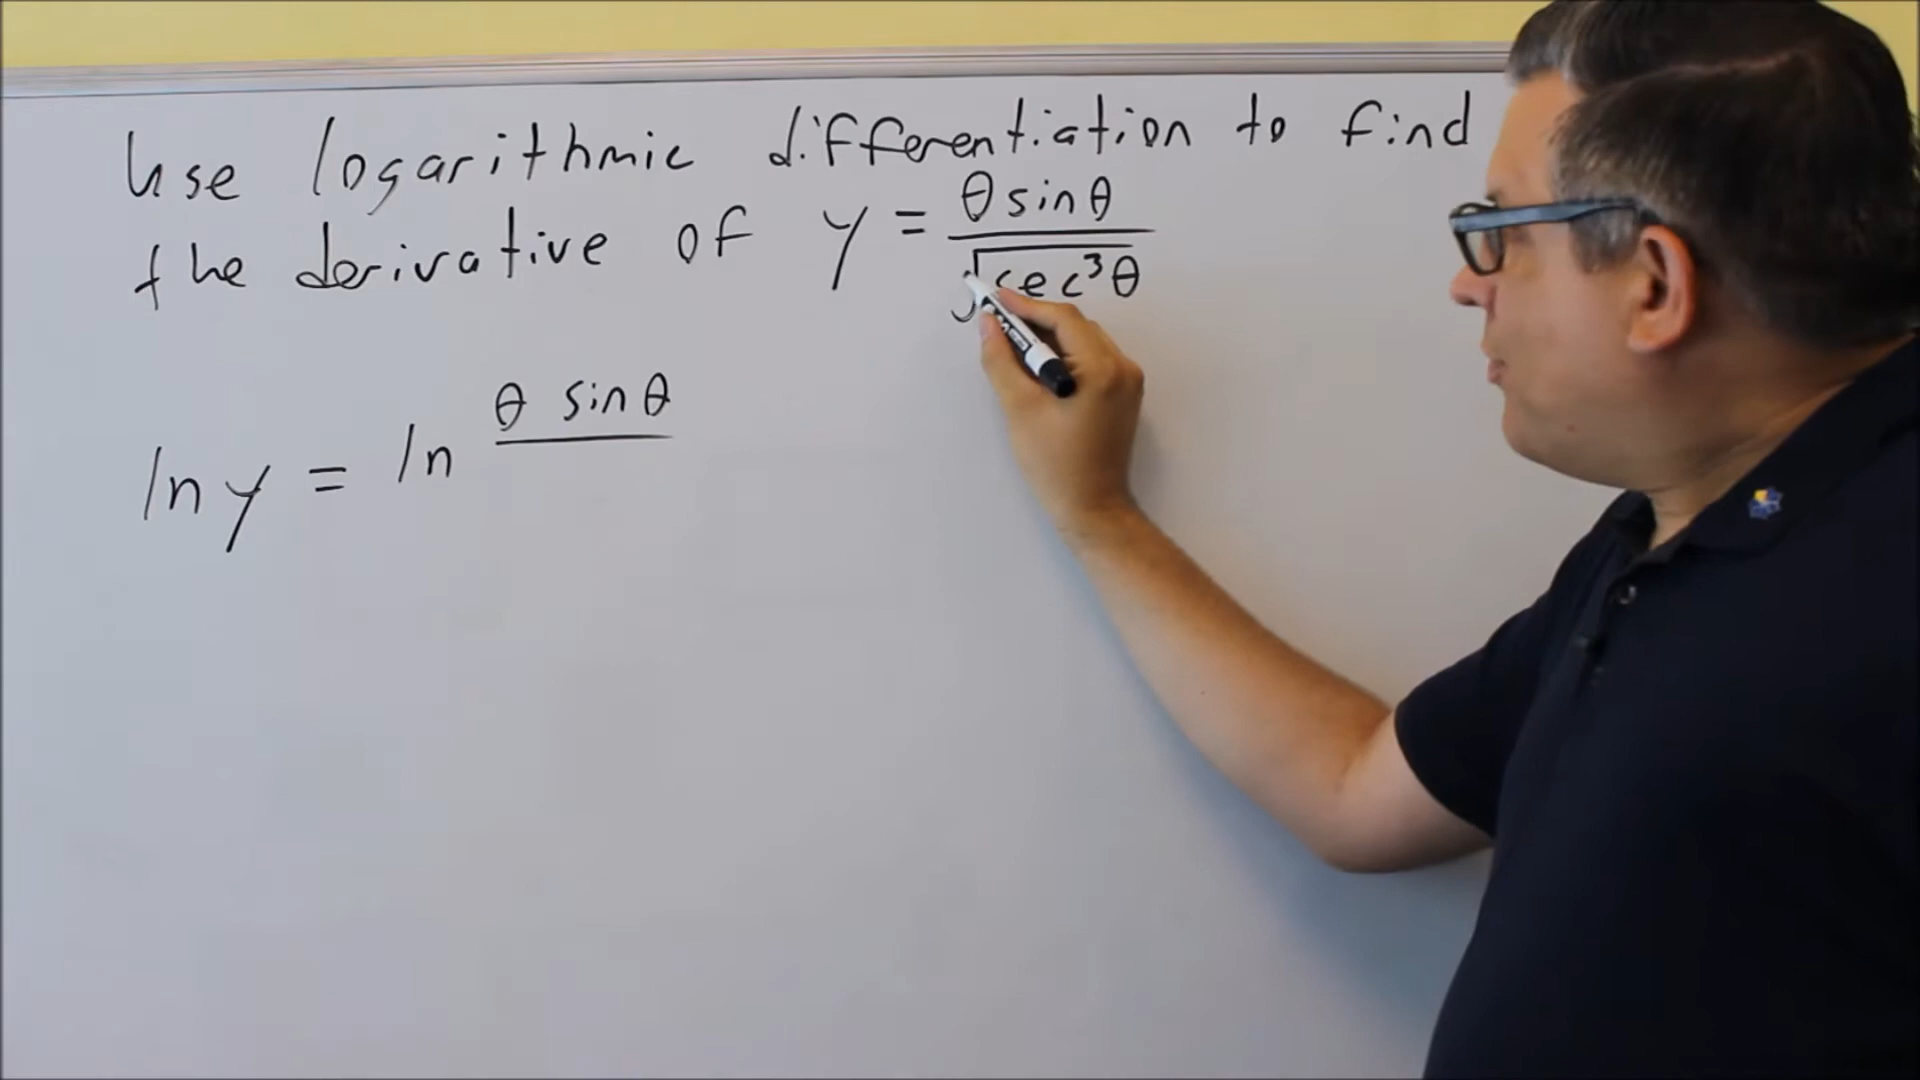 Use logarithmic differentiation to find
the derivative of y = θ sin θ / √sec³θ
ln y = ln θ sin θ